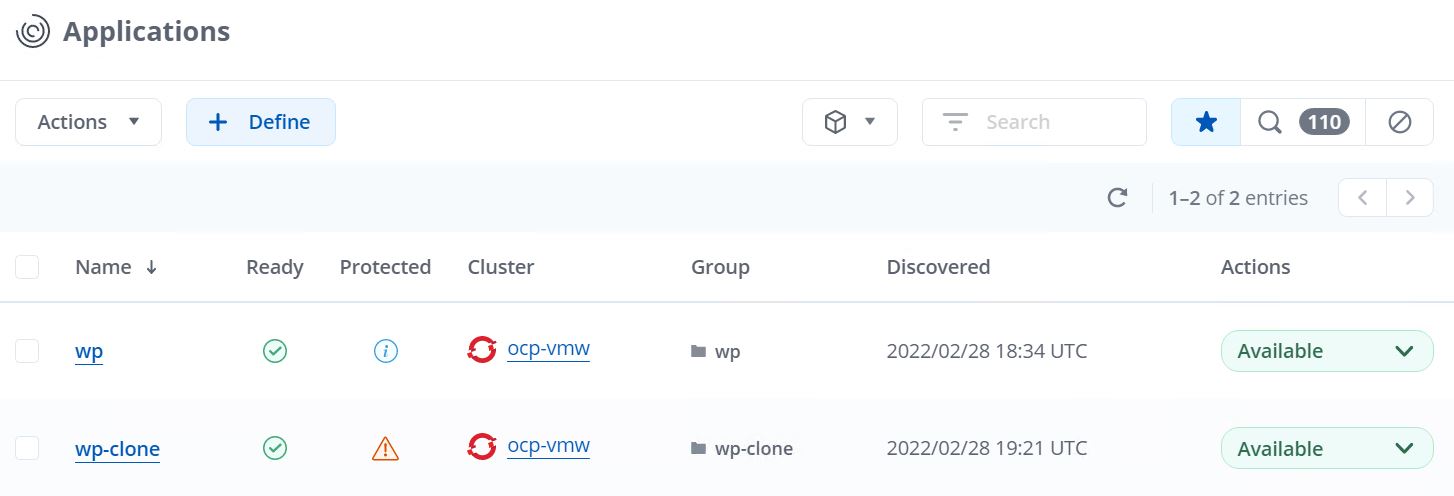 Applications
Actions Define Search 110
1–2 of 2 entries
Name Ready Protected Cluster Group Discovered Actions
wp ocp-vmw wp 2022/02/28 18:34 UTC Available
wp-clone ocp-vmw wp-clone 2022/02/28 19:21 UTC Available